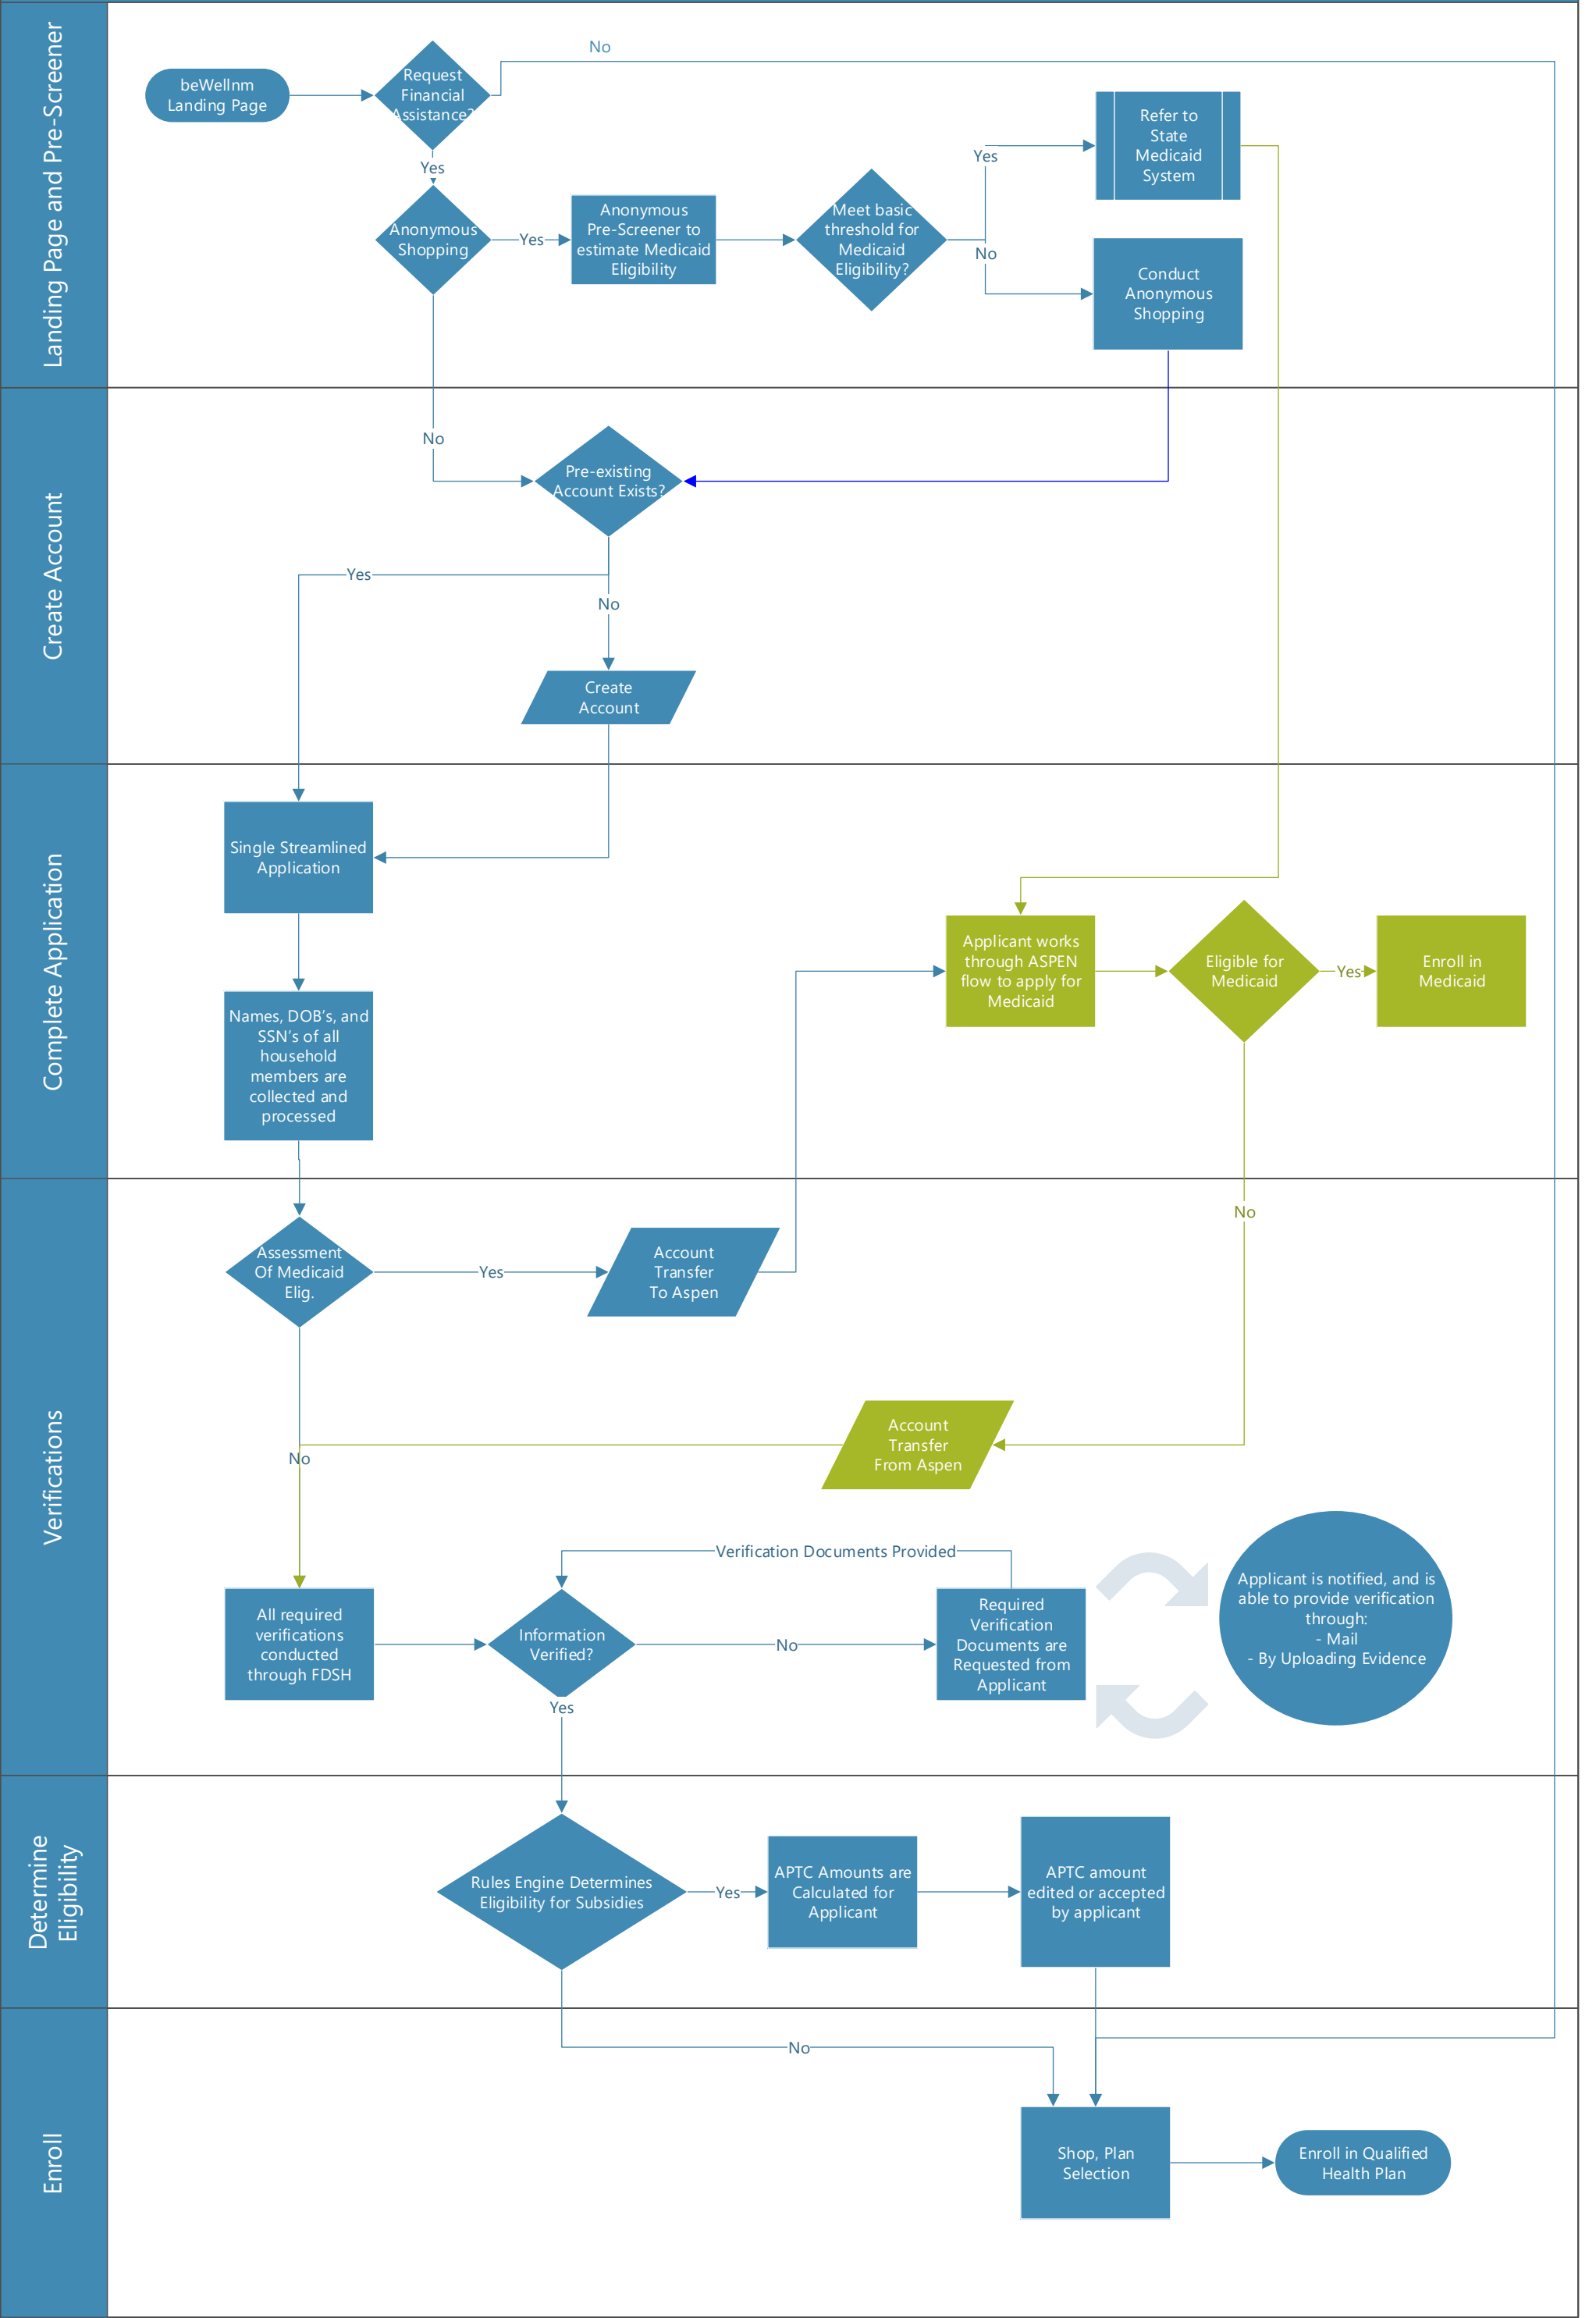 Landing Page and Pre-Screener
beWellnm
Landing Page
Request
Financial
Assistance?
No
Yes
Anonymous
Shopping
Yes
Anonymous
Pre-Screener to
estimate Medicaid
Eligibility
Meet basic
threshold for
Medicaid
Eligibility?
Yes
No
Refer to
State
Medicaid
System
Conduct
Anonymous
Shopping
Create Account
No
Pre-existing
Account Exists?
Yes
No
Create
Account
Complete Application
Single Streamlined
Application
Names, DOB's, and
SSN's of all
household
members are
collected and
processed
Applicant works
through ASPEN
flow to apply for
Medicaid
Eligible for
Medicaid
Yes
Enroll in
Medicaid
Verifications
No
Assessment
Of Medicaid
Elig.
Yes
Account
Transfer
To Aspen
Account
Transfer
From Aspen
No
All required
verifications
conducted
through FDSH
Information
Verified?
Verification Documents Provided
No
Required
Verification
Documents are
Requested from
Applicant
Applicant is notified, and is
able to provide verification
through:
- Mail
- By Uploading Evidence
Yes
Determine
Eligibility
Rules Engine Determines
Eligibility for Subsidies
Yes
APTC Amounts are
Calculated for
Applicant
APTC amount
edited or accepted
by applicant
Enroll
No
Shop, Plan
Selection
Enroll in Qualified
Health Plan